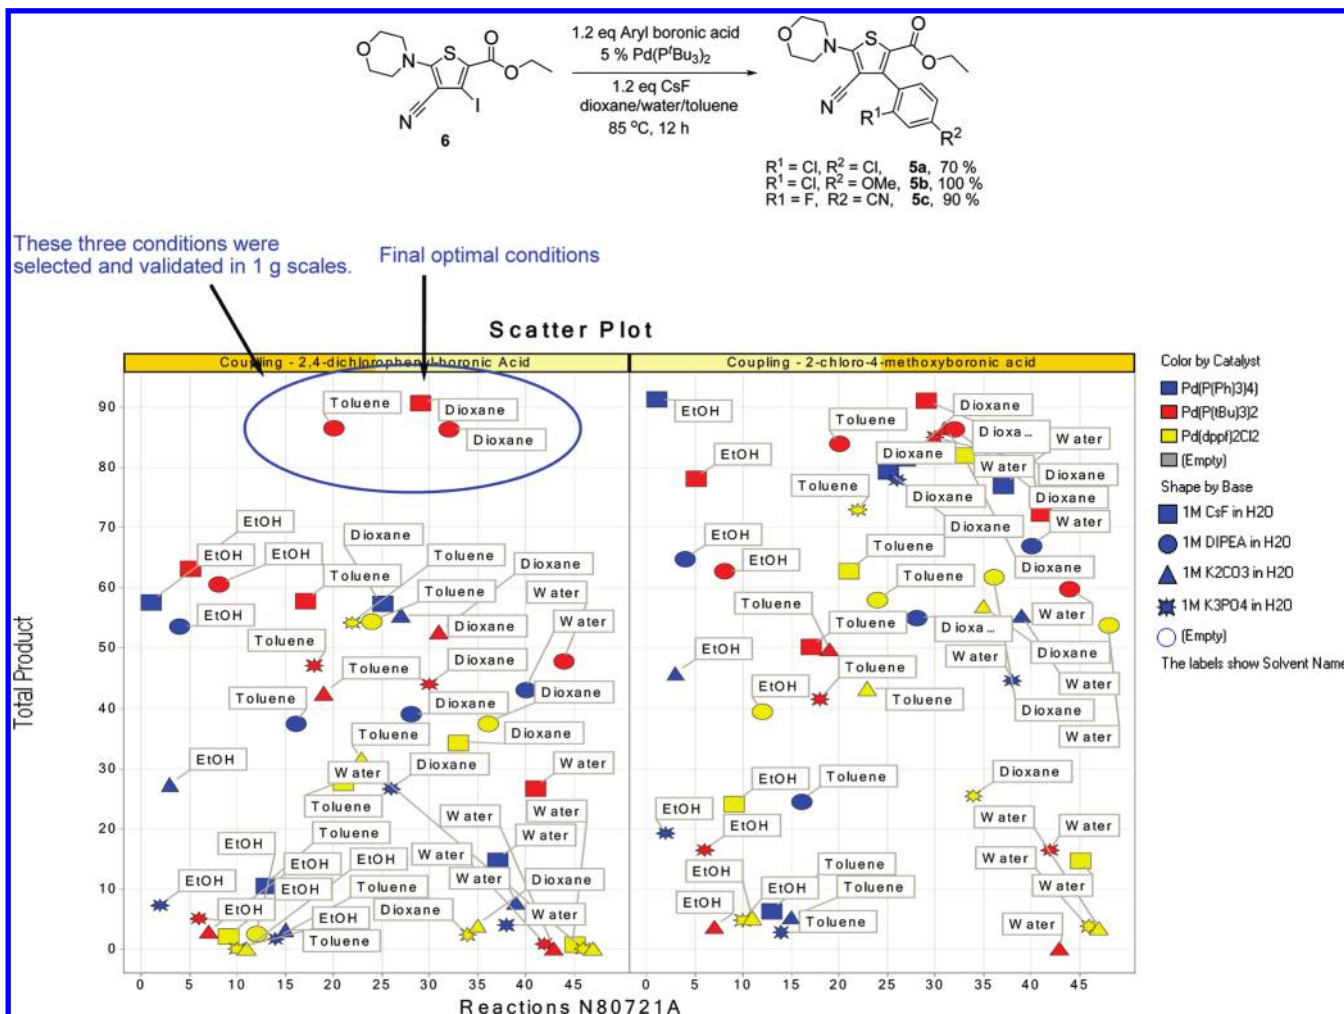 1.2 eq Aryl boronic acid
5 % Pd(PᵗBu₃)₂
1.2 eq CsF
dioxane/water/toluene
85 °C, 12 h
O
N
S
O
O
N
I
6
O
N
S
O
O
N
R¹
R²
R¹ = Cl, R² = Cl, 5a, 70 %
R¹ = Cl, R² = OMe, 5b, 100 %
R1 = F, R2 = CN, 5c, 90 %
These three conditions were
selected and validated in 1 g scales.
Final optimal conditions
Scatter Plot
Coupling - 2,4-dichlorophenyl boronic Acid
Coupling - 2-chloro-4-methoxyboronic acid
Total Product
90
80
70
60
50
40
30
20
10
0
Toluene
Dioxane
Dioxane
EtOH
EtOH
EtOH
EtOH
Dioxane
Toluene
Toluene
Toluene
Water
Water
Toluene
Dioxane
Toluene
Dioxane
Toluene
Dioxane
Dioxane
Toluene
Dioxane
EtOH
Water
Dioxane
Water
Toluene
Water
Water
Toluene
Water
EtOH
EtOH
Water
EtOH
EtOH
Toluene
Water
Dioxane
EtOH
Dioxane
EtOH
Water
Toluene
EtOH
Toluene
Dioxane
Dioxa ...
Water
EtOH
Dioxane
Water
Dioxane
Toluene
Dioxane
Dioxane
Water
Dioxane
EtOH
EtOH
Toluene
Dioxane
Toluene
Toluene
Dioxa ...
Water
EtOH
Toluene
Water
Water
EtOH
Toluene
Dioxane
Water
EtOH
Toluene
Dioxane
EtOH
EtOH
Water
Water
Water
EtOH
EtOH
Toluene
Toluene
Water
EtOH
Toluene
Water
0 5 10 15 20 25 30 35 40 45
0 5 10 15 20 25 30 35 40 45
Reactions N80721A
Color by Catalyst
Pd(P(Ph)3)4)
Pd(P(tBu)3)2
Pd(dppf)2Cl2
(Empty)
Shape by Base
1M CsF in H2O
1M DIPEA in H2O
1M K2CO3 in H2O
1M K3PO4 in H2O
(Empty)
The labels show Solvent Name